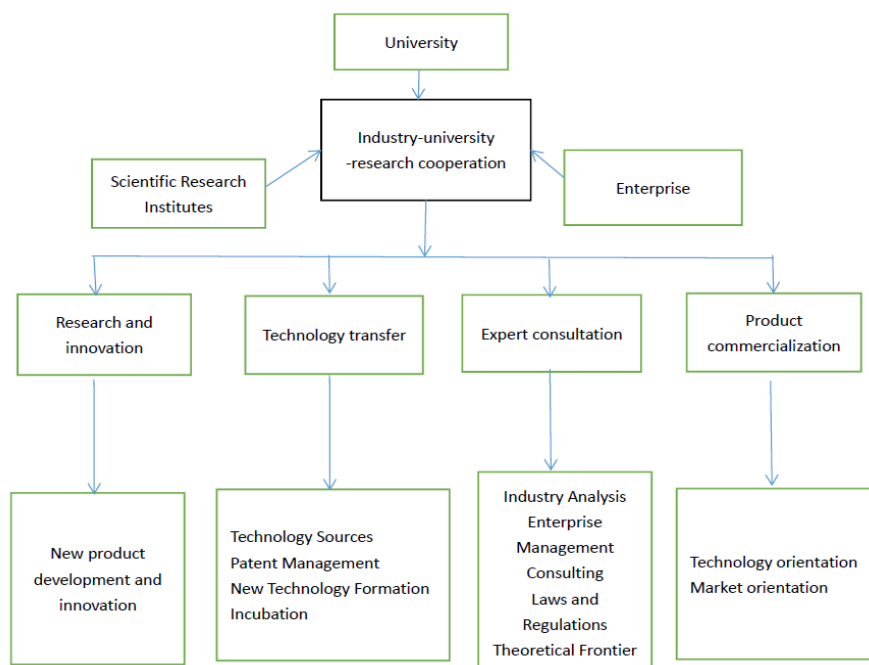 University
Industry-university
-research cooperation
Scientific Research
Institutes
Enterprise
Research and
innovation
Technology transfer
Expert consultation
Product
commercialization
New product
development and
innovation
Technology Sources
Patent Management
New Technology Formation
Incubation
Industry Analysis
Enterprise
Management
Consulting
Laws and
Regulations
Theoretical Frontier
Technology orientation
Market orientation